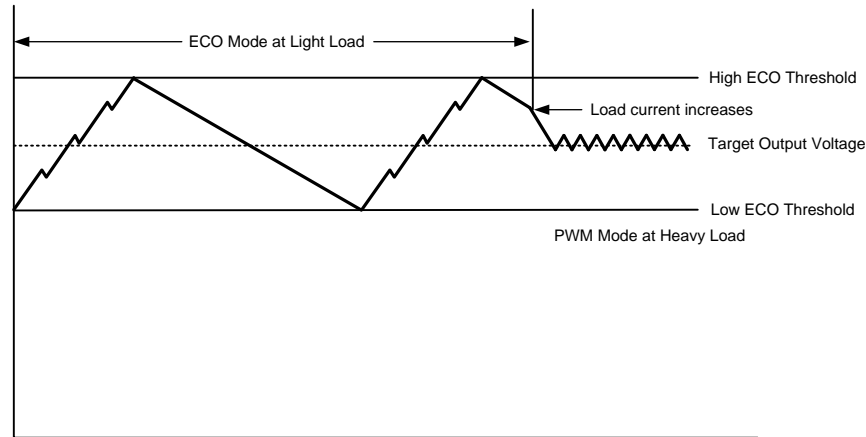 ECO Mode at Light Load
High ECO Threshold
Load current increases
Target Output Voltage
Low ECO Threshold
PWM Mode at Heavy Load